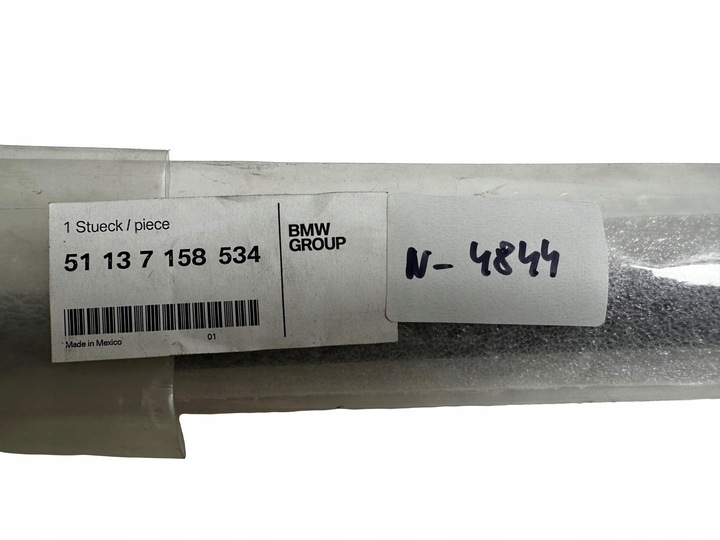 1 Stueck / piece
51 13 7 158 534
Made in Mexico
01
BMW
GROUP
N- 4844